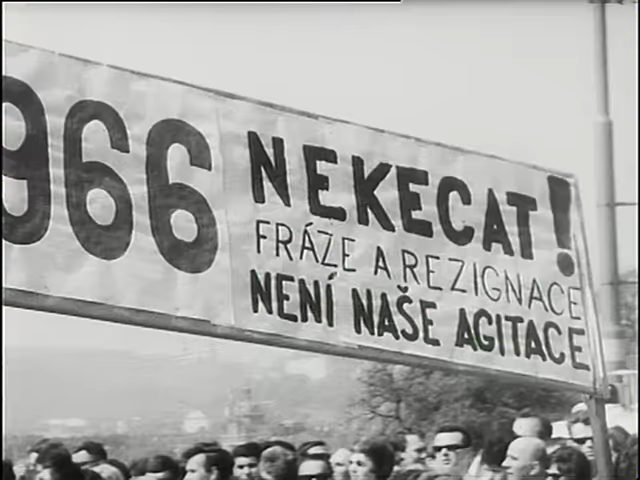 966
NEKECAT!
FRÁZE A REZIGNACE
NENÍ NAŠE AGITACE